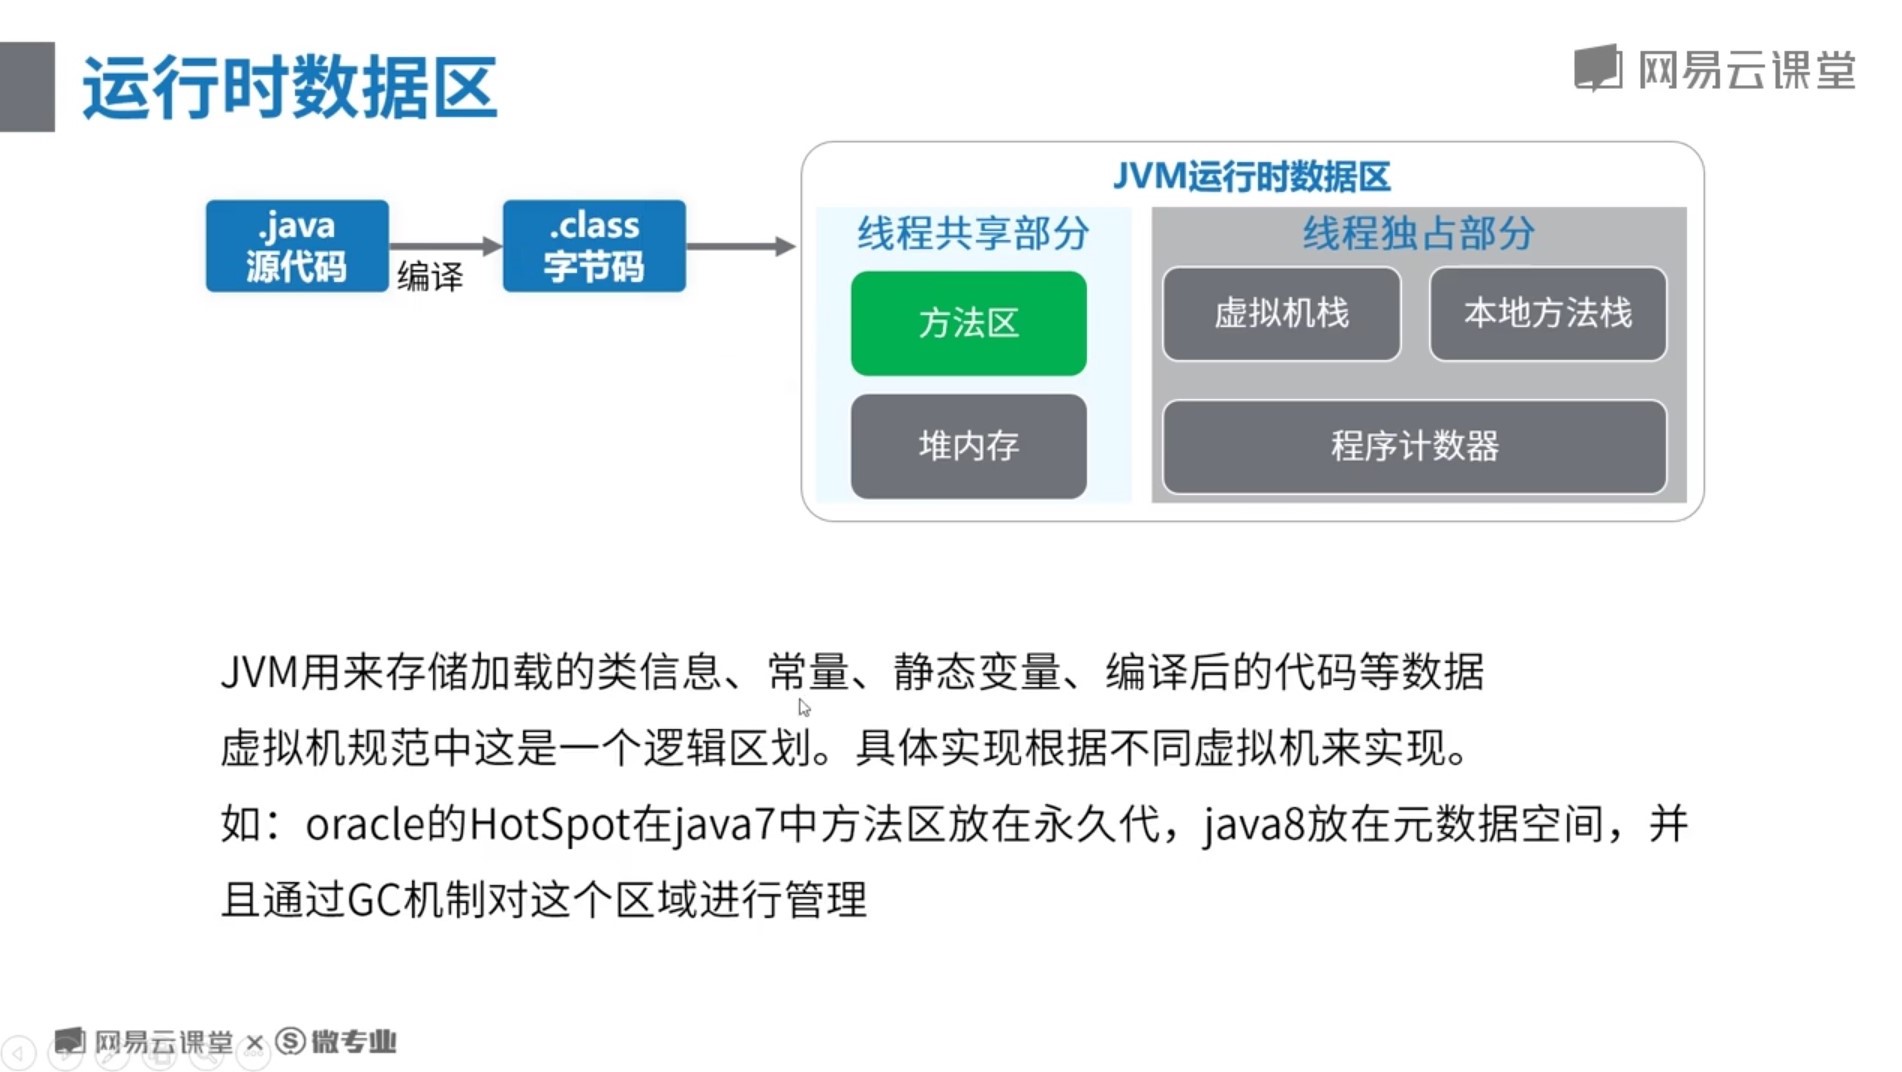 运行时数据区
网易云课堂
.java
源代码
编译
.class
字节码
JVM运行时数据区
线程共享部分
线程独占部分
方法区
虚拟机栈
本地方法栈
堆内存
程序计数器
JVM用来存储加载的类信息、常量、静态变量、编译后的代码等数据
虚拟机规范中这是一个逻辑区划。具体实现根据不同虚拟机来实现。
如：oracle的HotSpot在java7中方法区放在永久代，java8放在元数据空间，并
且通过GC机制对这个区域进行管理
网易云课堂 × S 微专业